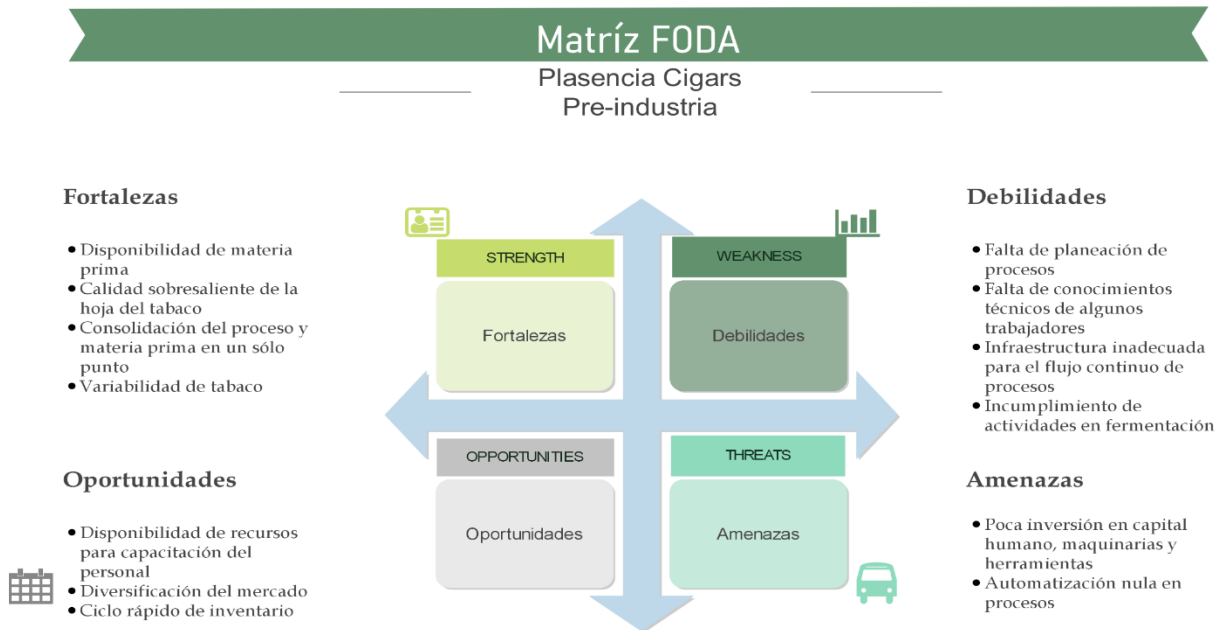 Matríz FODA
Plasencia Cigars
Pre-industria
Fortalezas
• Disponibilidad de materia
prima
• Calidad sobresaliente de la
hoja del tabaco
• Consolidación del proceso y
materia prima en un sólo
punto
• Variabilidad de tabaco
STRENGTH
Fortalezas
WEAKNESS
Debilidades
Debilidades
• Falta de planeación de
procesos
• Falta de conocimientos
técnicos de algunos
trabajadores
• Infraestructura inadecuada
para el flujo continuo de
procesos
• Incumplimiento de
actividades en fermentación
Oportunidades
• Disponibilidad de recursos
para capacitación del
personal
• Diversificación del mercado
• Ciclo rápido de inventario
OPPORTUNITIES
Oportunidades
THREATS
Amenazas
Amenazas
• Poca inversión en capital
humano, maquinarias y
herramientas
• Automatización nula en
procesos